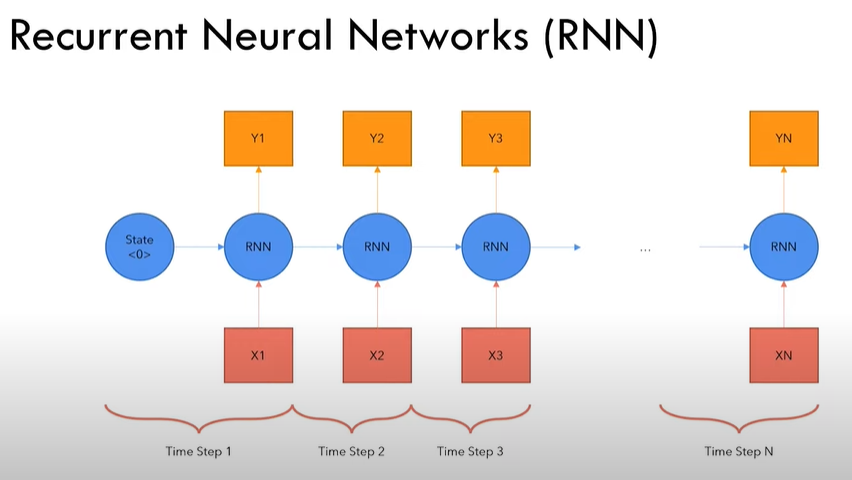 Recurrent Neural Networks (RNN)
Y1
Y2
Y3
YN
State
<0>
RNN
RNN
RNN
...
RNN
X1
X2
X3
XN
Time Step 1
Time Step 2
Time Step 3
Time Step N